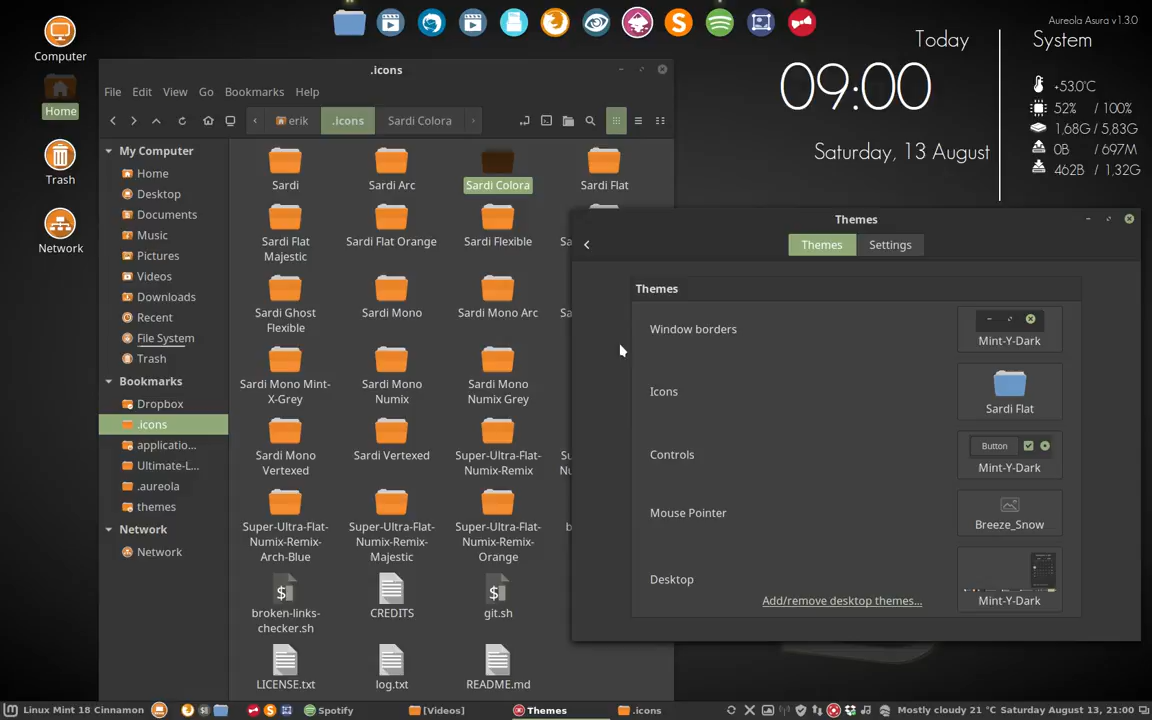 Computer
Home
Trash
Network
Aureola Asura v1.3.0
Today
System
09:00
Saturday, 13 August
+53.0°C
52% / 100%
1,68G / 5,83G
0B / 697M
462B / 1,32G
.icons
File Edit View Go Bookmarks Help
erik
.icons
Sardi Colora
My Computer
Home
Desktop
Documents
Music
Pictures
Videos
Downloads
Recent
File System
Trash
Bookmarks
Dropbox
.icons
applicatio...
Ultimate-L...
.aureola
themes
Network
Network
Sardi
Sardi Arc
Sardi Colora
Sardi Flat
Sardi Flat
Majestic
Sardi Flat Orange
Sardi Flexible
Sardi Ghost
Flexible
Sardi Mono
Sardi Mono Arc
Sardi Mono Mint-
X-Grey
Sardi Mono
Numix
Sardi Mono
Numix Grey
Sardi Mono
Vertexed
Sardi Vertexed
Super-Ultra-Flat-
Numix-Remix
Super-Ultra-Flat-
Numix-Remix-
Arch-Blue
Super-Ultra-Flat-
Numix-Remix-
Majestic
Super-Ultra-Flat-
Numix-Remix-
Orange
broken-links-
checker.sh
CREDITS
git.sh
LICENSE.txt
log.txt
README.md
Themes
Themes
Settings
Themes
Window borders
Mint-Y-Dark
Icons
Sardi Flat
Controls
Button
Mint-Y-Dark
Mouse Pointer
Breeze_Snow
Desktop
Add/remove desktop themes...
Mint-Y-Dark
Linux Mint 18 Cinnamon
Spotify
[Videos]
Themes
.icons
Mostly cloudy 21 °C Saturday August 13, 21:00